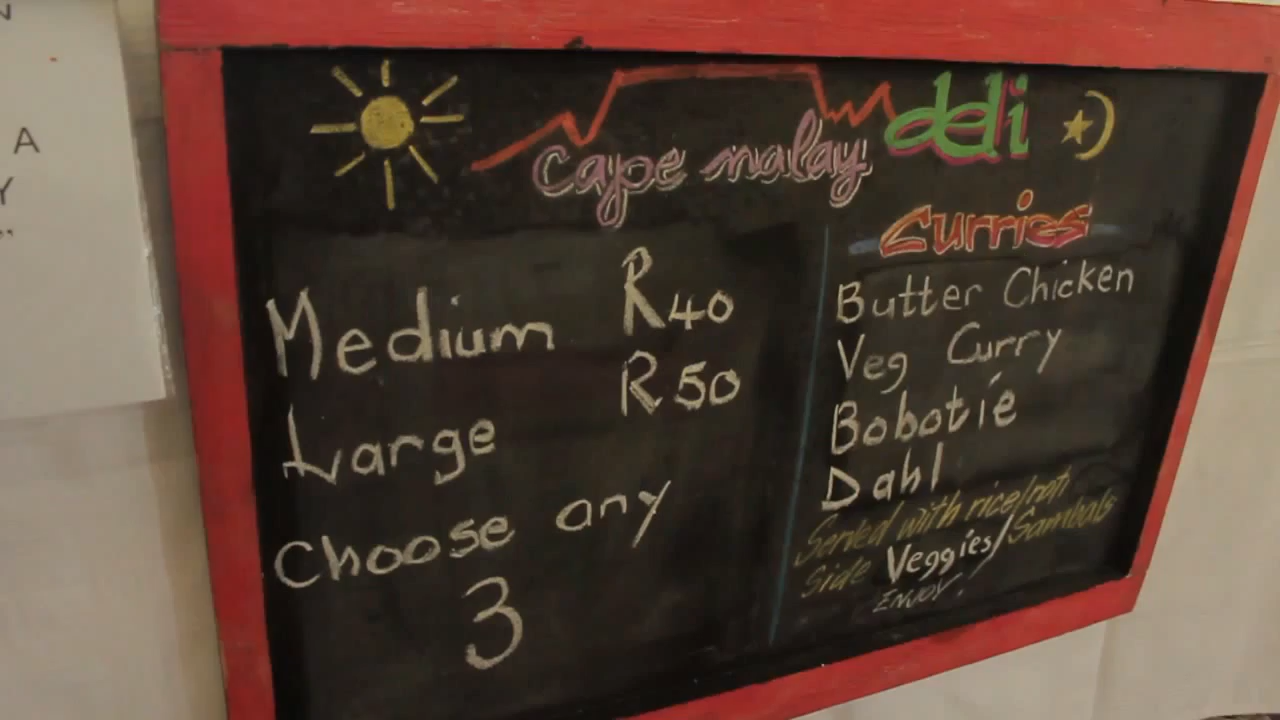 N
A
Y
”
cape malay deli
Medium R40
Large R50
Choose any
3
Curries
Butter Chicken
Veg Curry
Bobotie
Dahl
Served with rice/roti
Side Veggies/Sambals
ENJOY!